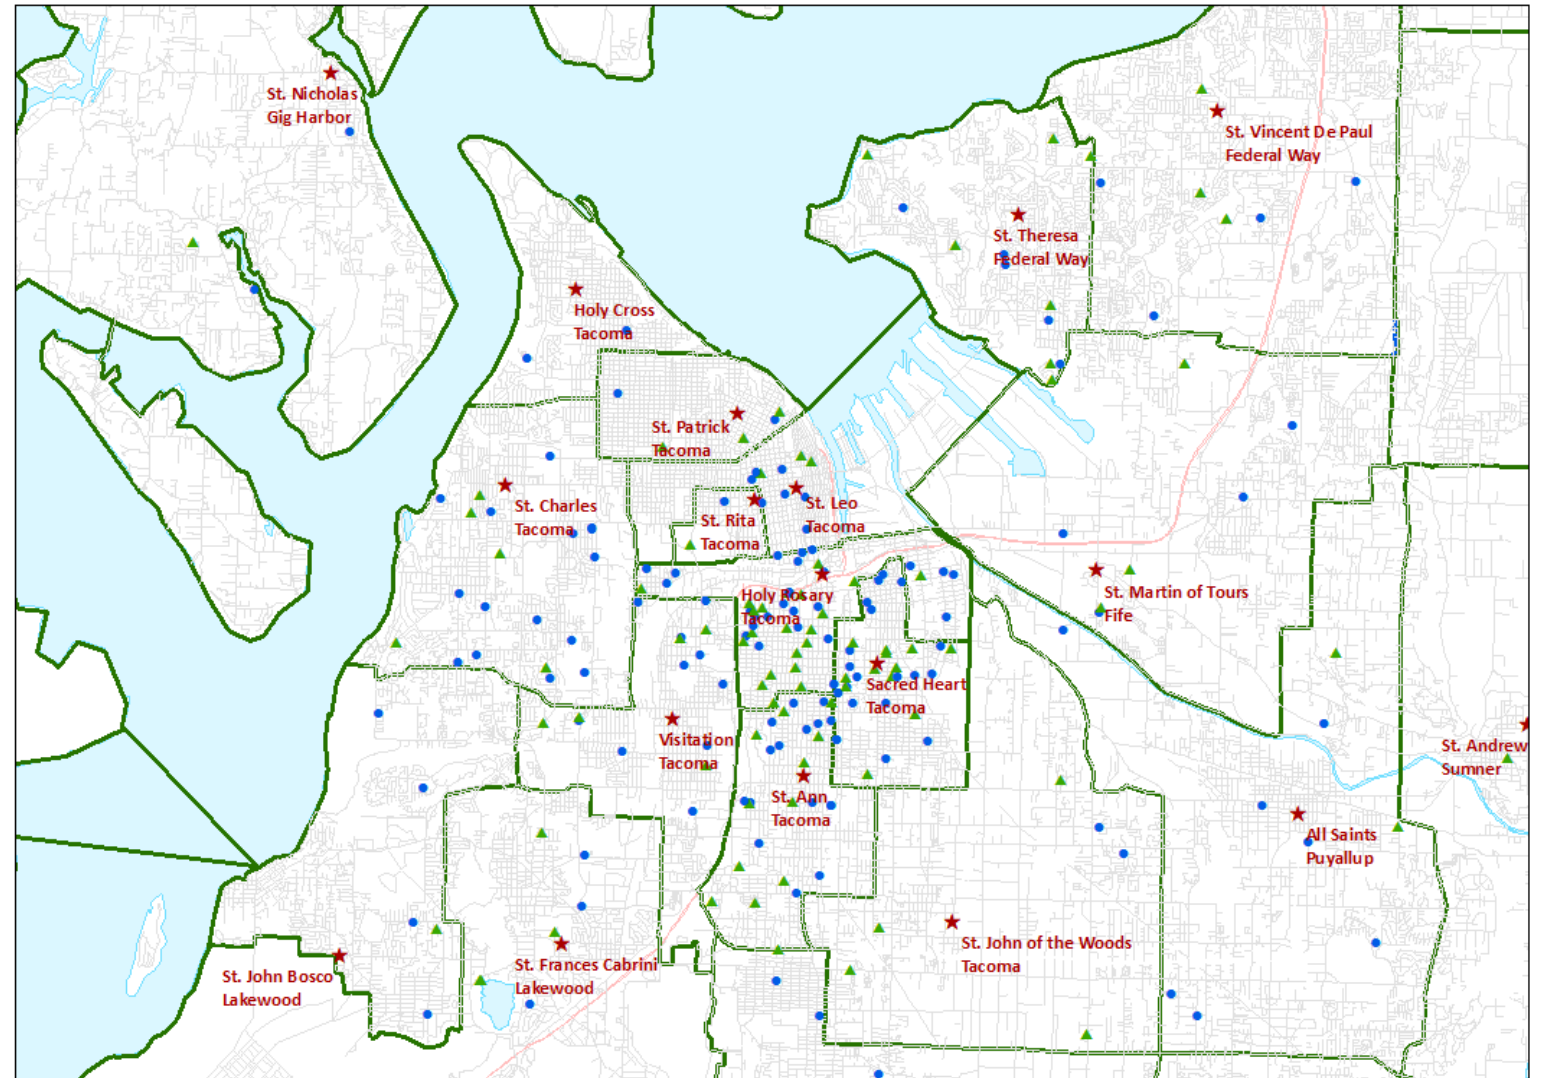 St. Nicholas
Gig Harbor
St. Vincent De Paul
Federal Way
St. Theresa
Federal Way
Holy Cross
Tacoma
St. Patrick
Tacoma
St. Charles
Tacoma
St. Leo
Tacoma
St. Rita
Tacoma
Holy Rosary
Tacoma
St. Martin of Tours
Fife
Sacred Heart
Tacoma
Visitation
Tacoma
St. Andrew
Sumner
St. Ann
Tacoma
All Saints
Puyallup
St. John of the Woods
Tacoma
St. Frances Cabrini
Lakewood
St. John Bosco
Lakewood